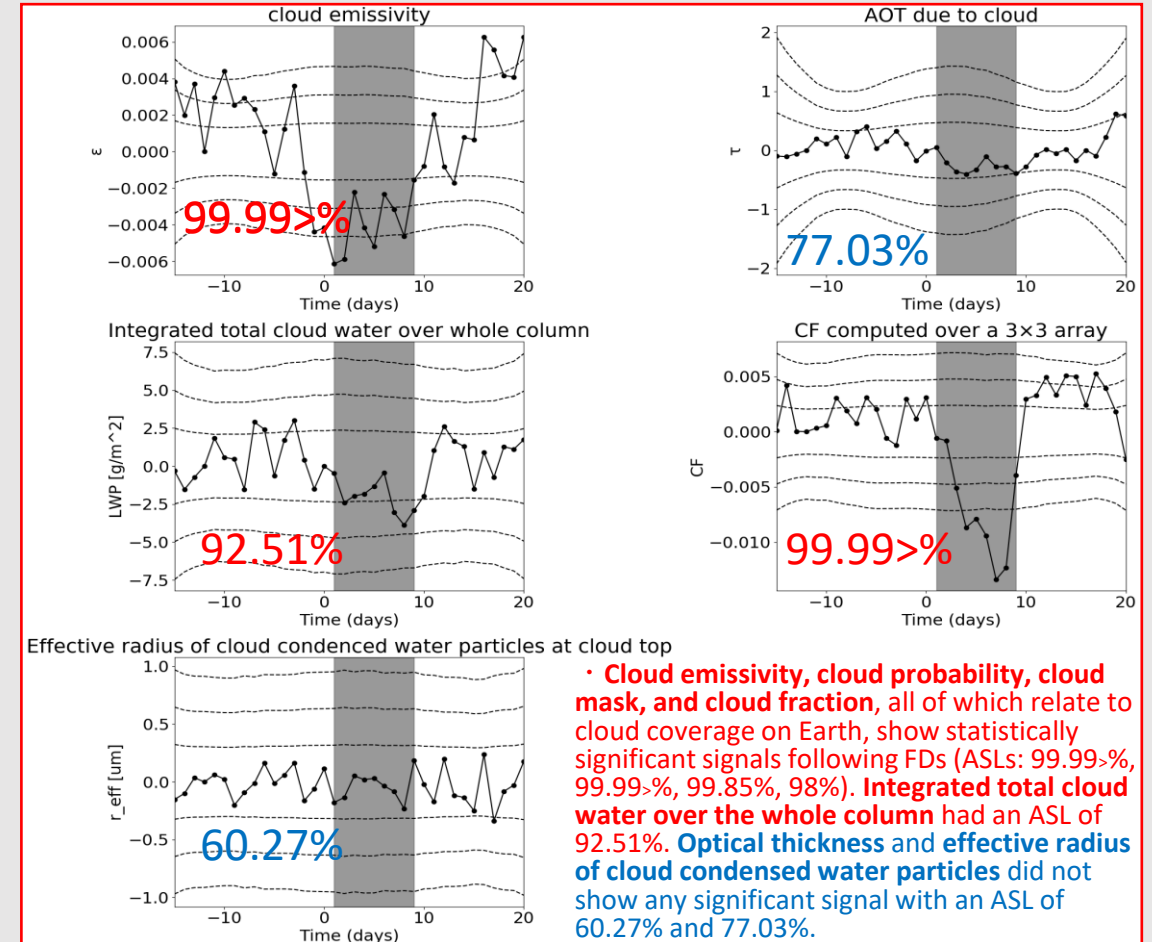 cloud emissivity
0.006
0.004
0.002
0.000
−0.002
−0.004
−0.006
ε
99.99>%
−10 0 10 20
Time (days)
AOT due to cloud
2
1
0
−1
−2
τ
77.03%
−10 0 10 20
Time (days)
Integrated total cloud water over whole column
7.5
5.0
2.5
0.0
−2.5
−5.0
−7.5
LWP [g/m^2]
92.51%
−10 0 10 20
Time (days)
CF computed over a 3×3 array
0.005
0.000
−0.005
−0.010
CF
99.99>%
−10 0 10 20
Time (days)
Effective radius of cloud condensed water particles at cloud top
1.0
0.5
0.0
−0.5
−1.0
r_eff [um]
60.27%
Time (days)
· Cloud emissivity, cloud probability, cloud
mask, and cloud fraction, all of which relate to
cloud coverage on Earth, show statistically
significant signals following FDs (ASLs: 99.99>%,
99.99>%, 99.85%, 98%). Integrated total cloud
water over the whole column had an ASL of
92.51%. Optical thickness and effective radius
of cloud condensed water particles did not
show any significant signal with an ASL of
60.27% and 77.03%.